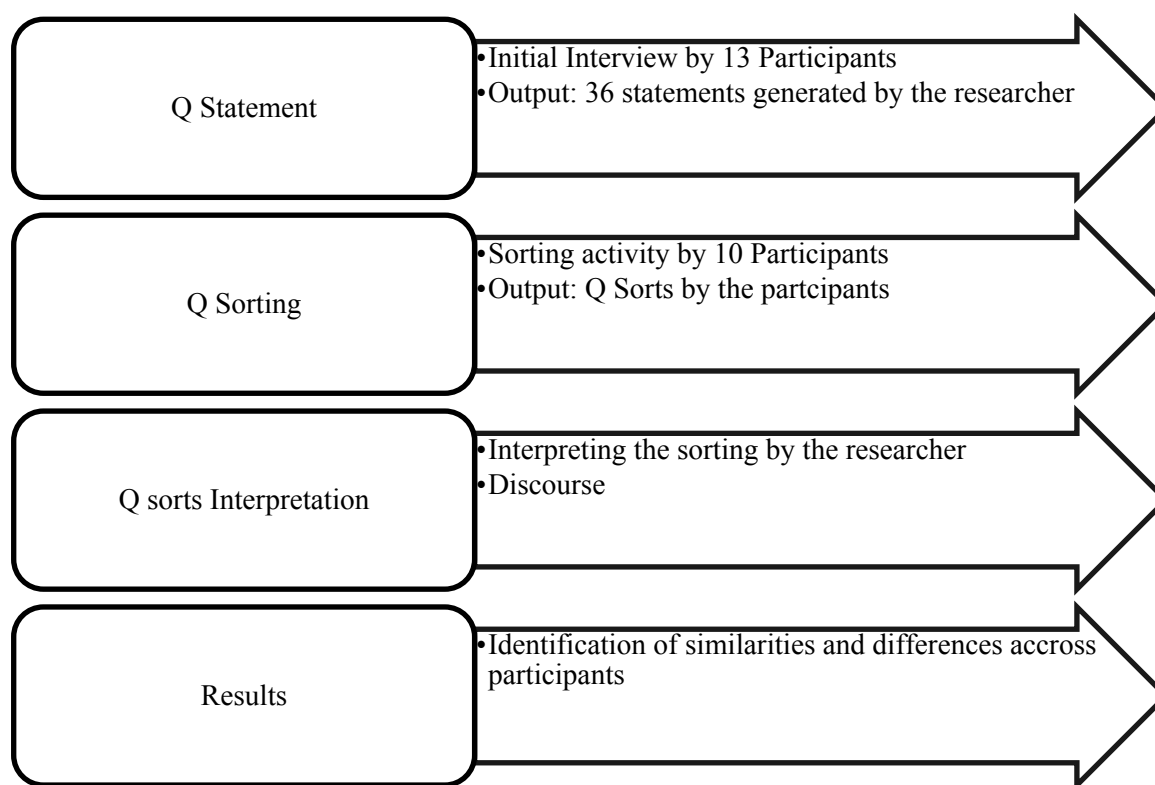 Q Statement
•Initial Interview by 13 Participants
•Output: 36 statements generated by the researcher
Q Sorting
•Sorting activity by 10 Participants
•Output: Q Sorts by the partcipants
Q sorts Interpretation
•Interpreting the sorting by the researcher
•Discourse
Results
•Identification of similarities and differences accross
participants